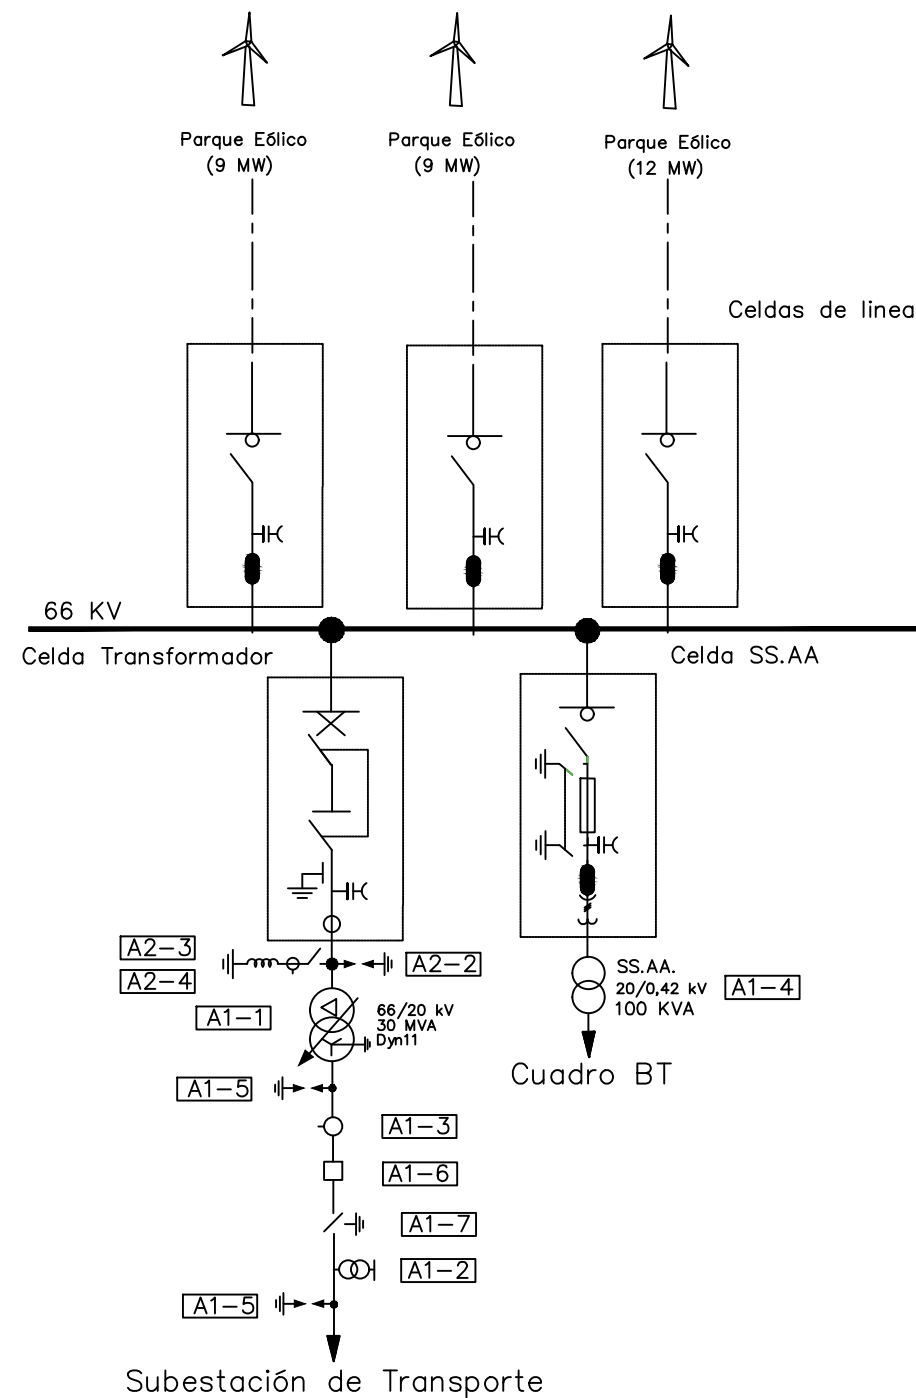 Parque Eólico
(9 MW)
Parque Eólico
(9 MW)
Parque Eólico
(12 MW)
Celdas de linea
66 KV
Celda Transformador
Celda SS.AA
A2-3
A2-4
A2-2
A1-1
66/20 kV
30 MVA
Dyn11
SS.AA.
20/0,42 kV
100 KVA
A1-4
Cuadro BT
A1-5
A1-3
A1-6
A1-7
A1-2
A1-5
Subestación de Transporte